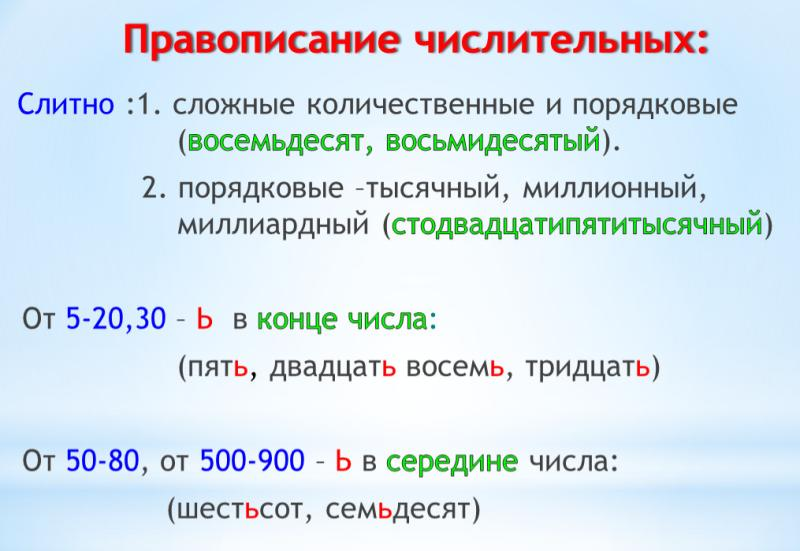 Правописание числительных:
Слитно :1. сложные количественные и порядковые
(восемьдесят, восьмидесятый).
2. порядковые –тысячный, миллионный,
миллиардный (стодвадцатипятитысячный)
От 5-20,30 – Ь в конце числа:
(пять, двадцать восемь, тридцать)
От 50-80, от 500-900 – Ь в середине числа:
(шестьсот, семьдесят)